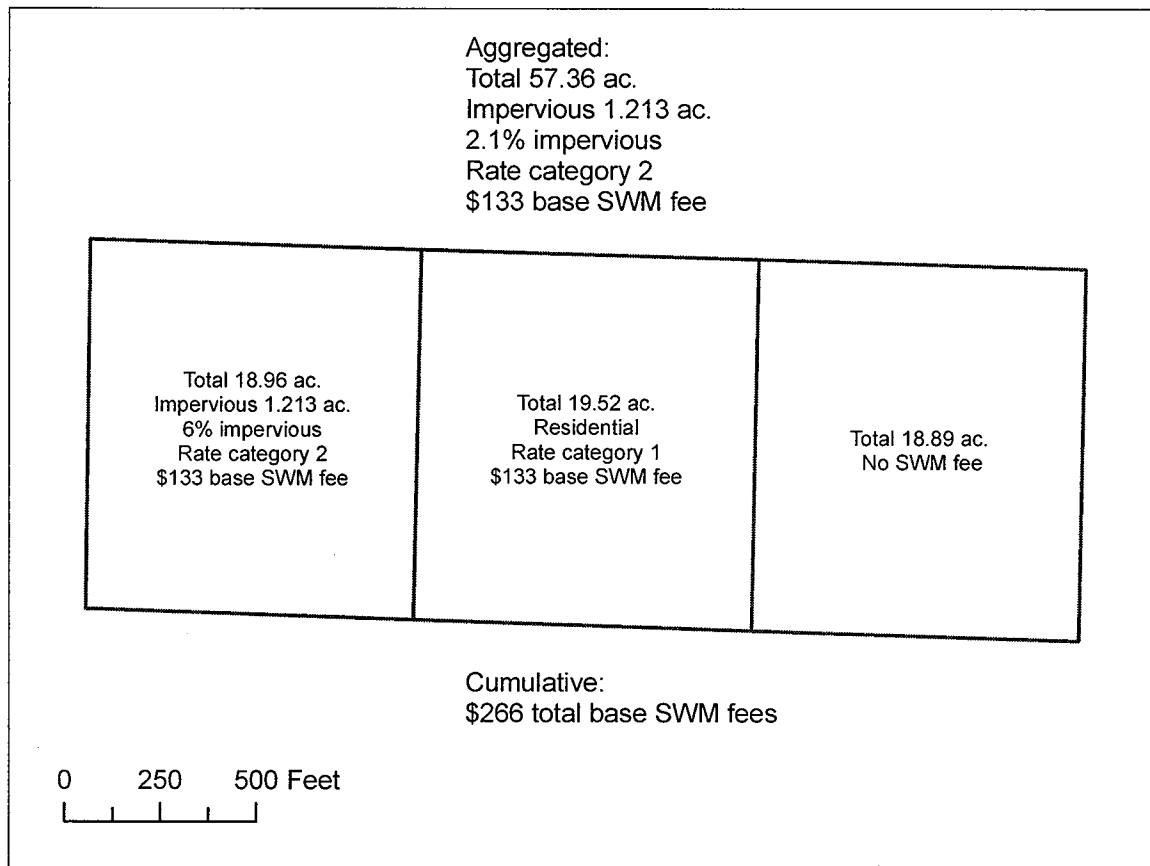 Aggregated:
Total 57.36 ac.
Impervious 1.213 ac.
2.1% impervious
Rate category 2
$133 base SWM fee
Total 18.96 ac.
Impervious 1.213 ac.
6% impervious
Rate category 2
$133 base SWM fee
Total 19.52 ac.
Residential
Rate category 1
$133 base SWM fee
Total 18.89 ac.
No SWM fee
Cumulative:
$266 total base SWM fees
0 250 500 Feet